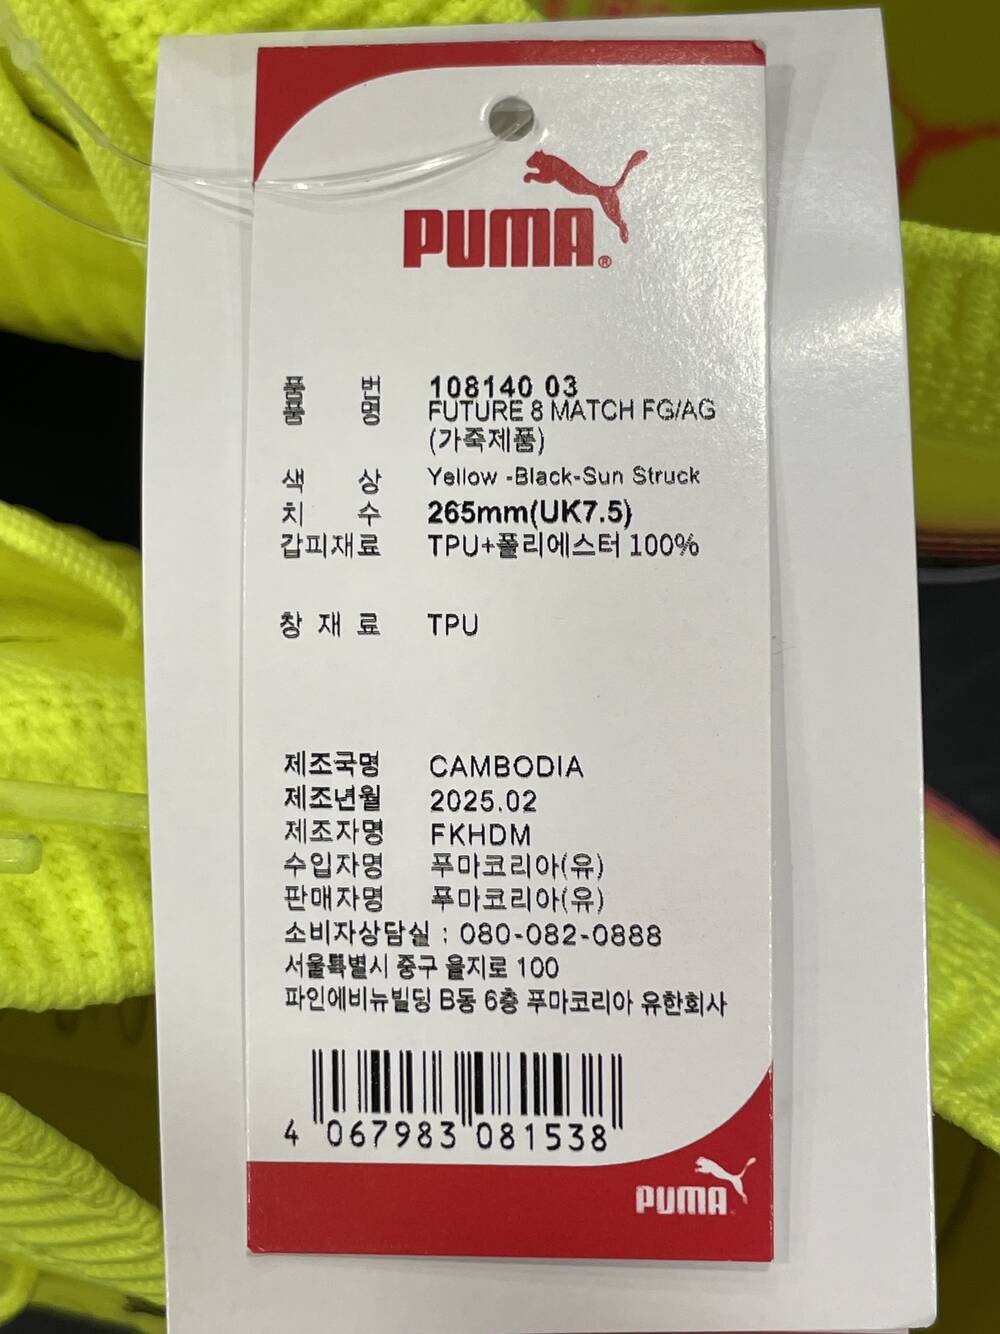 PUMA®
품 번 108140 03
품 명 FUTURE 8 MATCH FG/AG
(가죽제품)
색 상 Yellow -Black-Sun Struck
치 수 265mm(UK7.5)
갑피재료 TPU+폴리에스터 100%
창 재 료 TPU
제조국명 CAMBODIA
제조년월 2025.02
제조자명 FKHDM
수입자명 푸마코리아(유)
판매자명 푸마코리아(유)
소비자상담실 : 080-082-0888
서울특별시 중구 을지로 100
파인에비뉴빌딩 B동 6층 푸마코리아 유한회사
4 067983 081538
PUMA